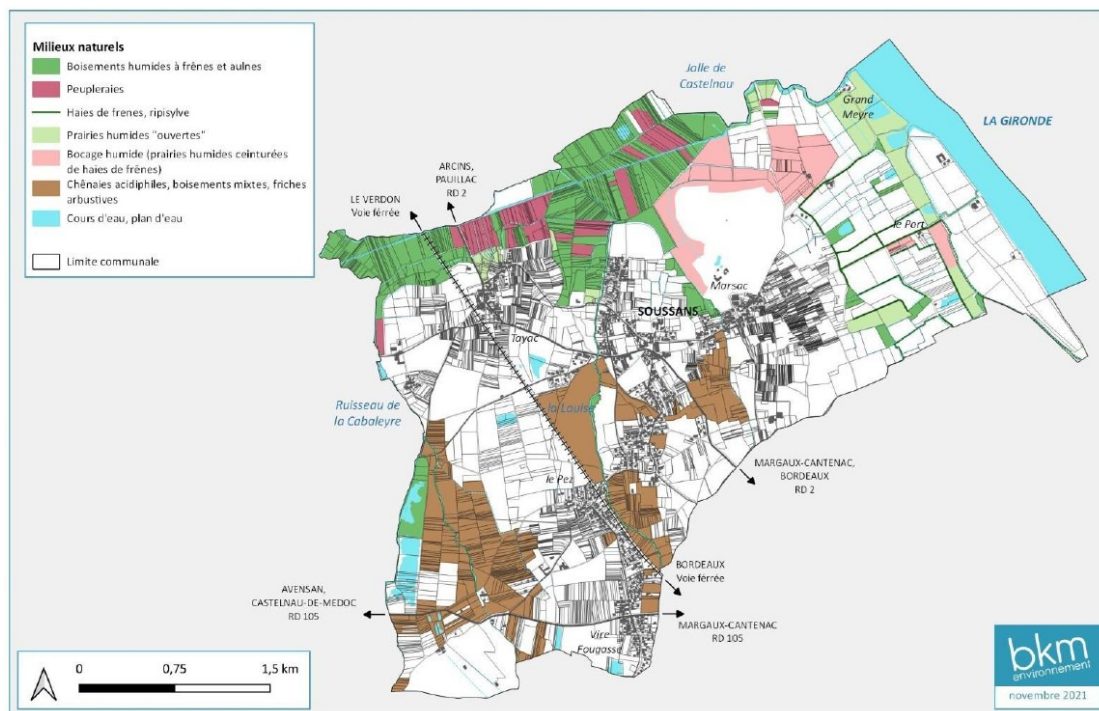 Milieux naturels
Boisements humides à frênes et aulnes
Peupleraies
Haies de frenes, ripisylve
Prairies humides "ouvertes"
Bocage humide (prairies humides ceinturées
de haies de frênes)
Chênaies acidiphiles, boisements mixtes, friches
arbustives
Cours d'eau, plan d'eau
Limite communale
Jalle de
Castelnau
Grand
Meyre
LA GIRONDE
ARCINS,
PAUILLAC
RD 2
LE VERDON
Voie férrée
le Port
Marsac
SOUSSANS
Tayac
Ruisseau de
la Cabaleyre
la Louise
MARGAUX-CANTENAC,
BORDEAUX
RD 2
le Pez
BORDEAUX
Voie férrée
AVENSAN,
CASTELNAU-DE-MEDOC
RD 105
MARGAUX-CANTENAC
RD 105
Vire
Fougasse
0 0,75 1,5 km
bkm
environnement
novembre 2021